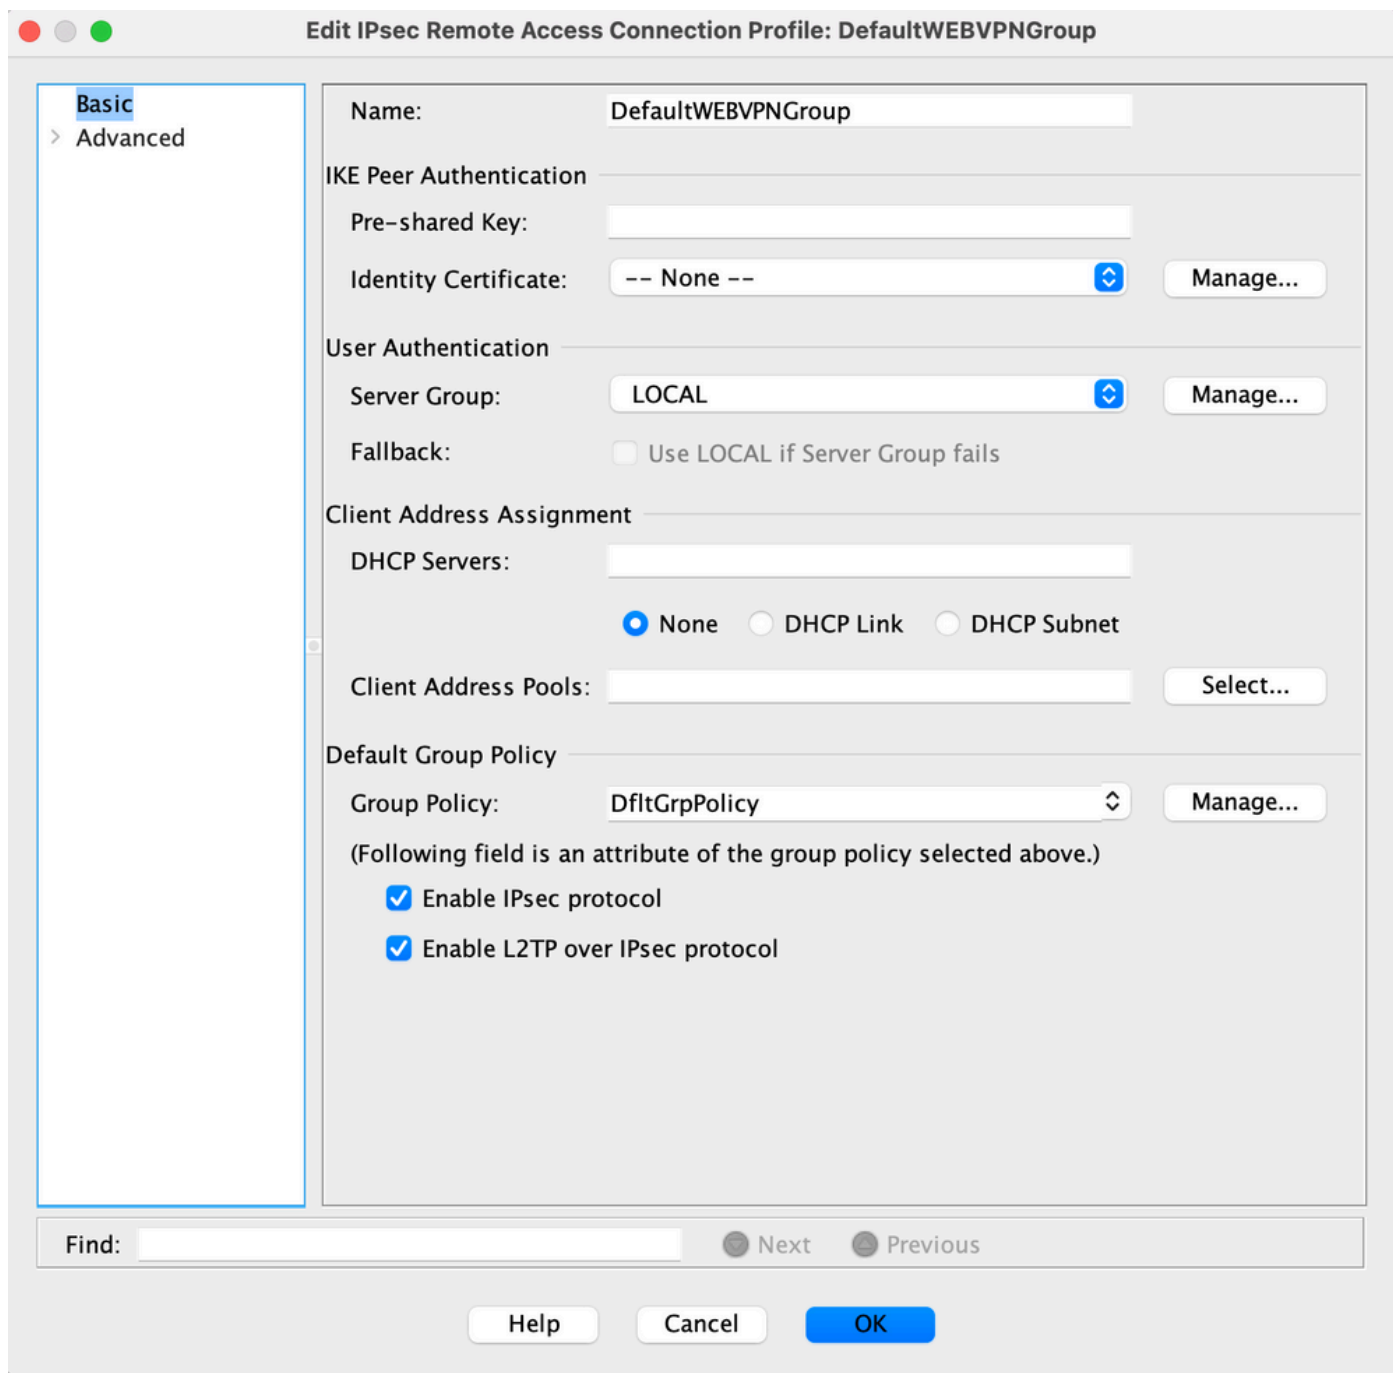 Edit IPsec Remote Access Connection Profile: DefaultWEBVPNGroup
Basic
Advanced
Name: DefaultWEBVPNGroup
IKE Peer Authentication
Pre-shared Key:
Identity Certificate: -- None -- Manage...
User Authentication
Server Group: LOCAL Manage...
Fallback: Use LOCAL if Server Group fails
Client Address Assignment
DHCP Servers:
None DHCP Link DHCP Subnet
Client Address Pools: Select...
Default Group Policy
Group Policy: DfltGrpPolicy Manage...
(Following field is an attribute of the group policy selected above.)
Enable IPsec protocol
Enable L2TP over IPsec protocol
Find: Next Previous
Help Cancel OK